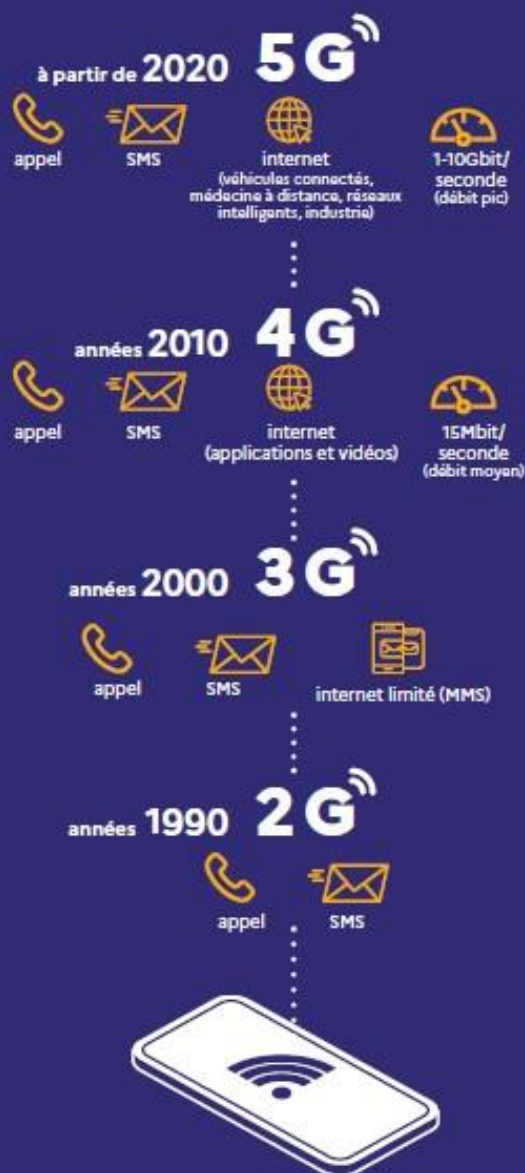 à partir de 2020 5G
appel SMS internet 1-10Gbit/
(véhicules connectés, seconde
médecine à distance, réseaux (débit pic)
intelligents, industrie)
années 2010 4G
appel SMS internet 15Mbit/
(applications et vidéos) seconde
(débit moyen)
années 2000 3G
appel SMS internet limité (MMS)
années 1990 2G
appel SMS